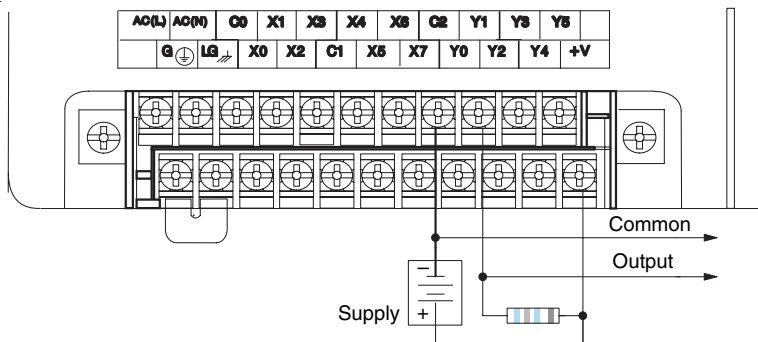 AC(L) AC(N) C0 X1 X3 X4 X6 C2 Y1 Y3 Y5
G LG X0 X2 C1 X5 X7 Y0 Y2 Y4 +V
Common
Output
−
Supply
+